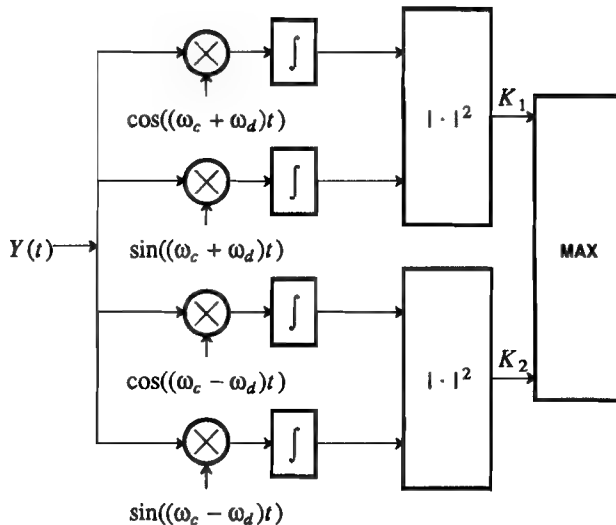 ∫
cos((ω_c + ω_d)t)
K_1
|·|^2
∫
Y(t)
sin((ω_c + ω_d)t)
MAX
∫
cos((ω_c − ω_d)t)
K_2
|·|^2
∫
sin((ω_c − ω_d)t)